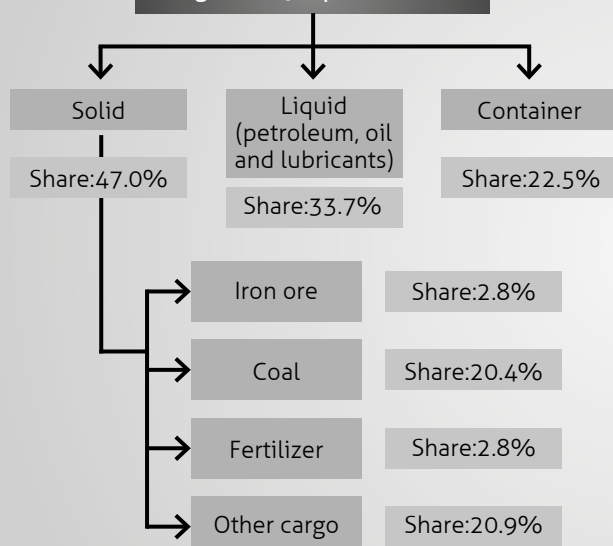 Solid
Share:47.0%
Liquid
(petroleum, oil
and lubricants)
Share:33.7%
Container
Share:22.5%
Iron ore
Share:2.8%
Coal
Share:20.4%
Fertilizer
Share:2.8%
Other cargo
Share:20.9%